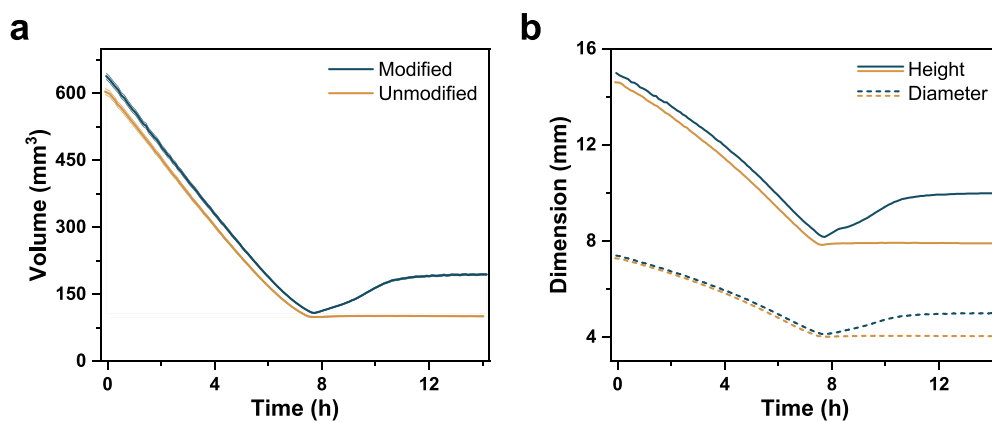 a
Volume (mm³)
600
450
300
150
0
Modified
Unmodified
0 4 8 12
Time (h)
b
Dimension (mm)
16
12
8
4
Height
Diameter
0 4 8 12
Time (h)